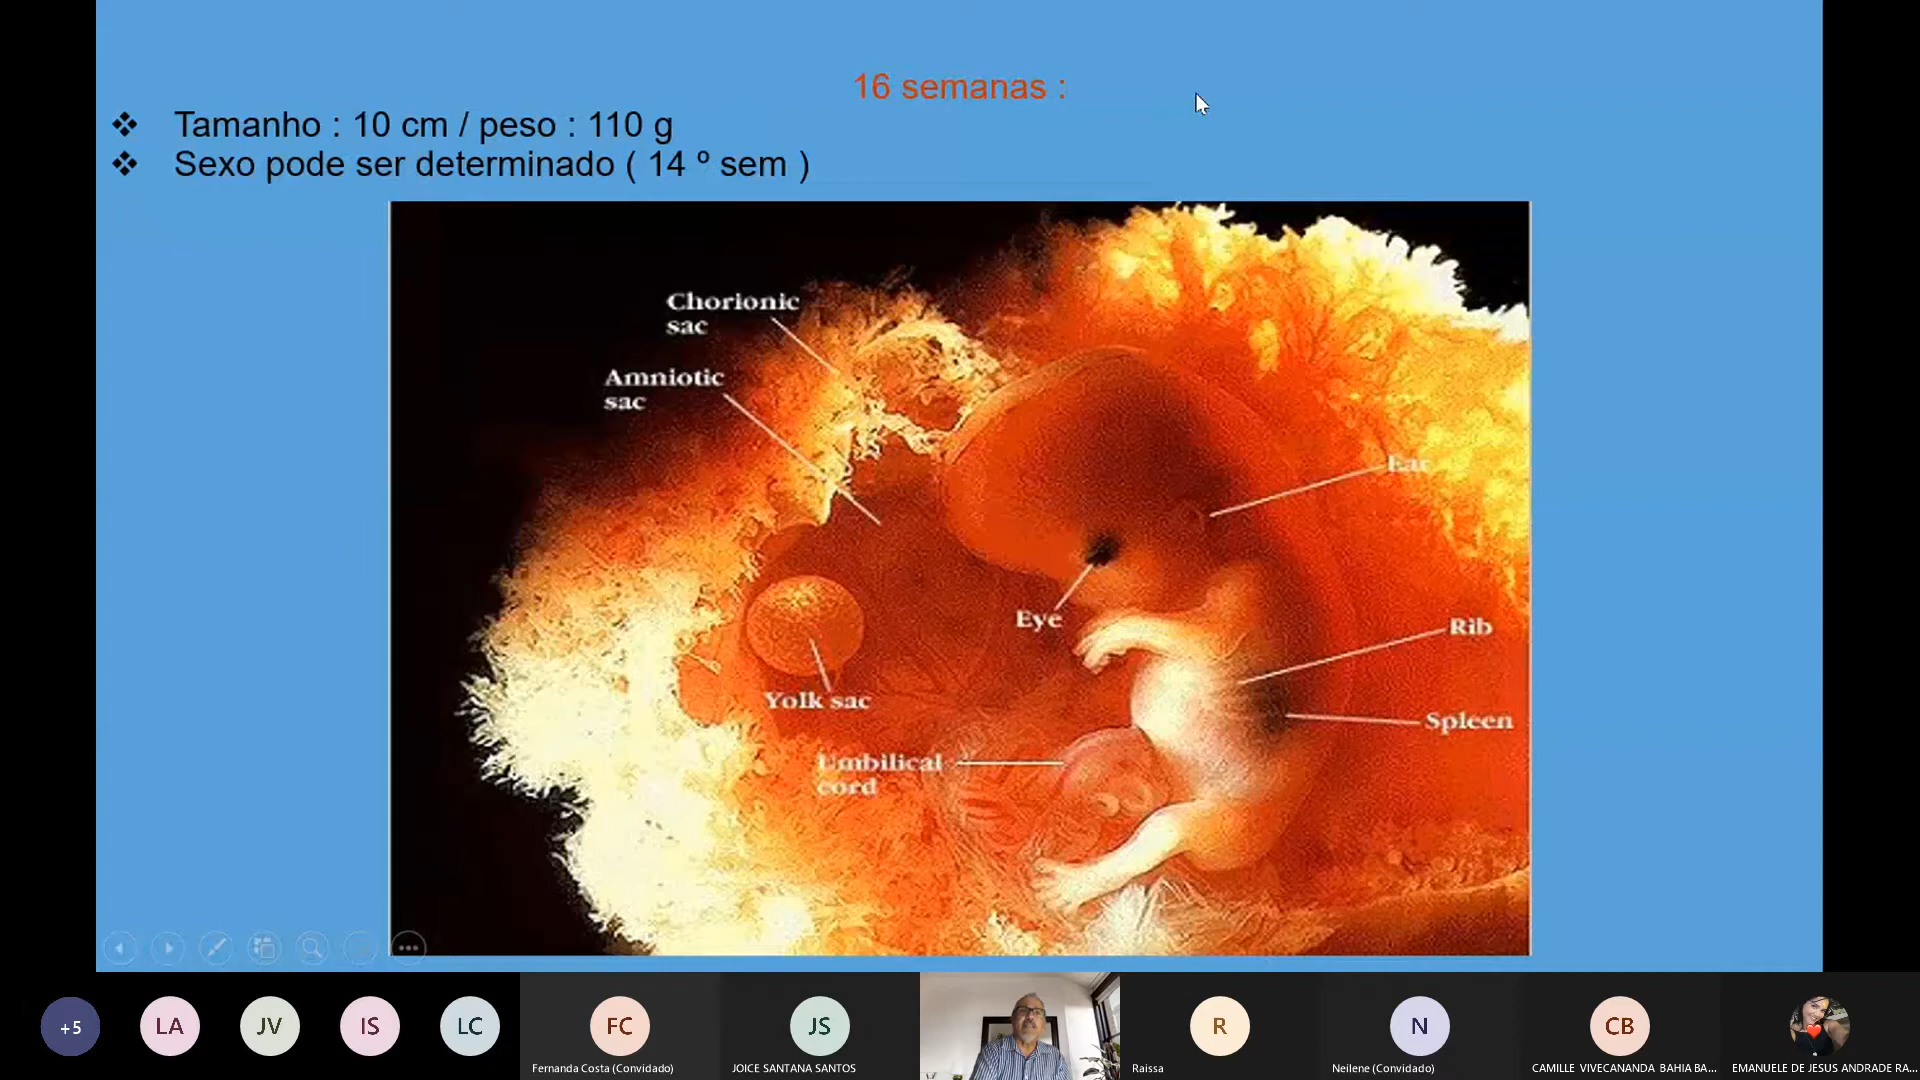 16 semanas :
❖ Tamanho : 10 cm / peso : 110 g
❖ Sexo pode ser determinado ( 14 º sem )
Chorionic
sac
Amniotic
sac
Ear
Eye
Rib
Yolk sac
Spleen
Umbilical
cord
+5
LA
JV
IS
LC
FC
JS
R
N
CB
Fernanda Costa (Convidado)
JOICE SANTANA SANTOS
Raissa
Neilene (Convidado)
CAMILLE VIVECANANDA BAHIA BA...
EMANUELE DE JESUS ANDRADE RA...